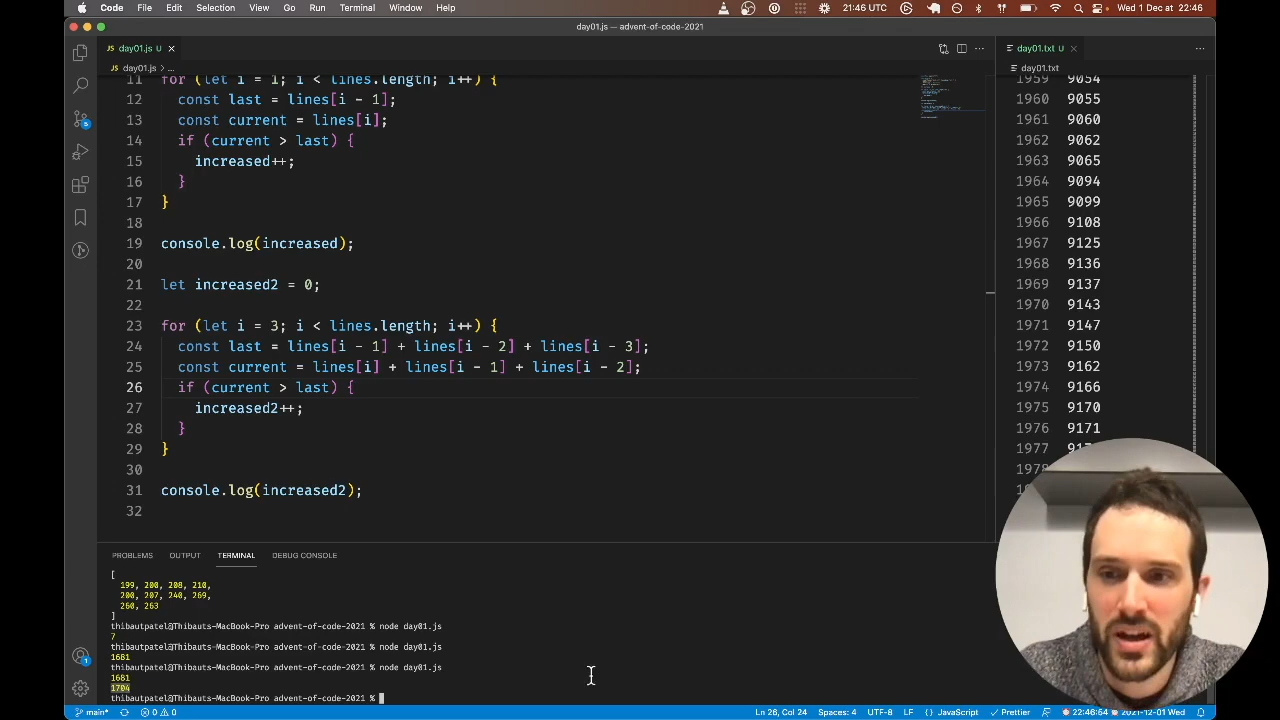 Code File Edit Selection View Go Run Terminal Window Help 21:46 UTC Wed 1 Dec at 22:46
day01.js — advent-of-code-2021
day01.js U
day01.txt U
day01.js > ...
day01.txt
11 for (let i = 1; i < lines.length; i++) {
12 const last = lines[i - 1];
13 const current = lines[i];
14 if (current > last) {
15 increased++;
16 }
17 }
18
19 console.log(increased);
20
21 let increased2 = 0;
22
23 for (let i = 3; i < lines.length; i++) {
24 const last = lines[i - 1] + lines[i - 2] + lines[i - 3];
25 const current = lines[i] + lines[i - 1] + lines[i - 2];
26 if (current > last) {
27 increased2++;
28 }
29 }
30
31 console.log(increased2);
32
1959 9054
1960 9055
1961 9060
1962 9062
1963 9065
1964 9094
1965 9099
1966 9108
1967 9125
1968 9136
1969 9137
1970 9143
1971 9147
1972 9150
1973 9162
1974 9166
1975 9170
1976 9171
1977
PROBLEMS OUTPUT TERMINAL DEBUG CONSOLE
[
199, 200, 208, 210,
200, 207, 240, 269,
260, 263
]
thibautpatel@Thibauts-MacBook-Pro advent-of-code-2021 % node day01.js
7
thibautpatel@Thibauts-MacBook-Pro advent-of-code-2021 % node day01.js
1681
thibautpatel@Thibauts-MacBook-Pro advent-of-code-2021 % node day01.js
1681
1704
thibautpatel@Thibauts-MacBook-Pro advent-of-code-2021 %
main* 0 0 Ln 26, Col 24 Spaces: 4 UTF-8 LF {} JavaScript Prettier 22:46:54 2021-12-01 Wed